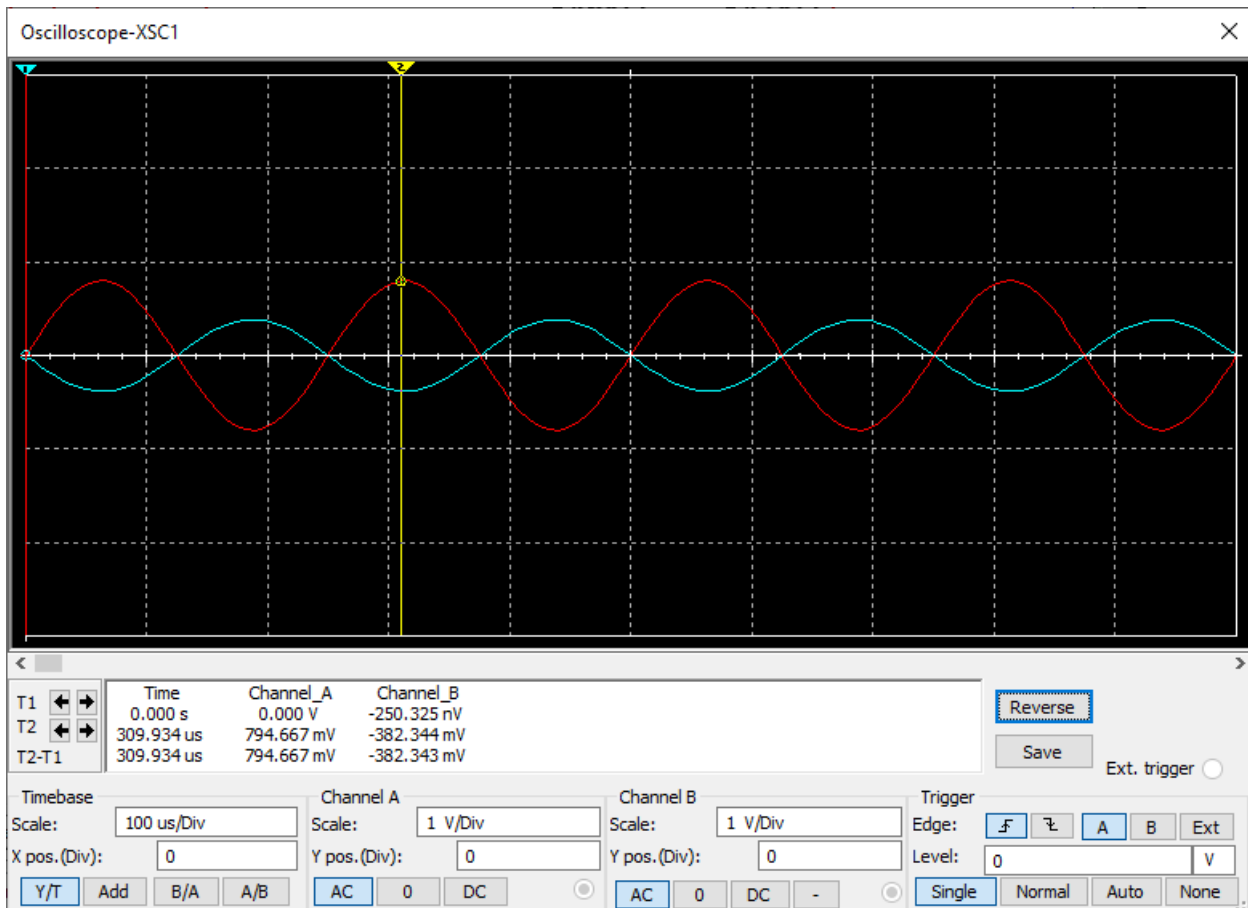 Oscilloscope-XSC1
1 2
Time Channel_A Channel_B
T1 0.000 s 0.000 V -250.325 nV
T2 309.934 us 794.667 mV -382.344 mV
T2-T1 309.934 us 794.667 mV -382.343 mV
Reverse
Save
Ext. trigger
Timebase Channel A Channel B Trigger
Scale: 100 us/Div Scale: 1 V/Div Scale: 1 V/Div Edge: A B Ext
X pos.(Div): 0 Y pos.(Div): 0 Y pos.(Div): 0 Level: 0 V
Y/T Add B/A A/B AC 0 DC AC 0 DC - Single Normal Auto None